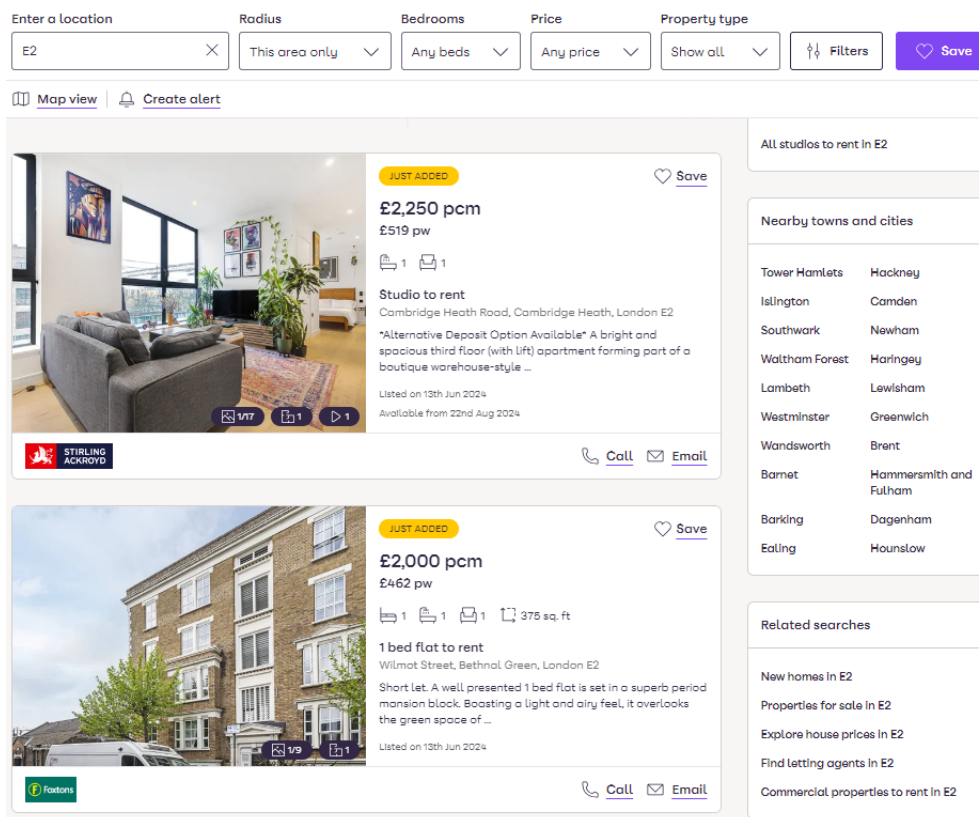 Enter a location
Radius
Bedrooms
Price
Property type
E2
This area only
Any beds
Any price
Show all
Filters
Save
Map view
Create alert
JUST ADDED
Save
£2,250 pcm
£519 pw
1 1
Studio to rent
Cambridge Heath Road, Cambridge Heath, London E2
*Alternative Deposit Option Available* A bright and
spacious third floor (with lift) apartment forming part of a
boutique warehouse-style ...
Listed on 13th Jun 2024
Available from 22nd Aug 2024
1/17
1
1
STIRLING
ACKROYD
Call
Email
JUST ADDED
Save
£2,000 pcm
£462 pw
1 1 1 375 sq. ft
1 bed flat to rent
Wilmot Street, Bethnal Green, London E2
Short let. A well presented 1 bed flat is set in a superb period
mansion block. Boasting a light and airy feel, it overlooks
the green space of ...
Listed on 13th Jun 2024
1/9
1
F Foxtons
Call
Email
All studios to rent in E2
Nearby towns and cities
Tower Hamlets Hackney
Islington Camden
Southwark Newham
Waltham Forest Haringey
Lambeth Lewisham
Westminster Greenwich
Wandsworth Brent
Barnet Hammersmith and
Fulham
Barking Dagenham
Ealing Hounslow
Related searches
New homes in E2
Properties for sale in E2
Explore house prices in E2
Find letting agents in E2
Commercial properties to rent in E2